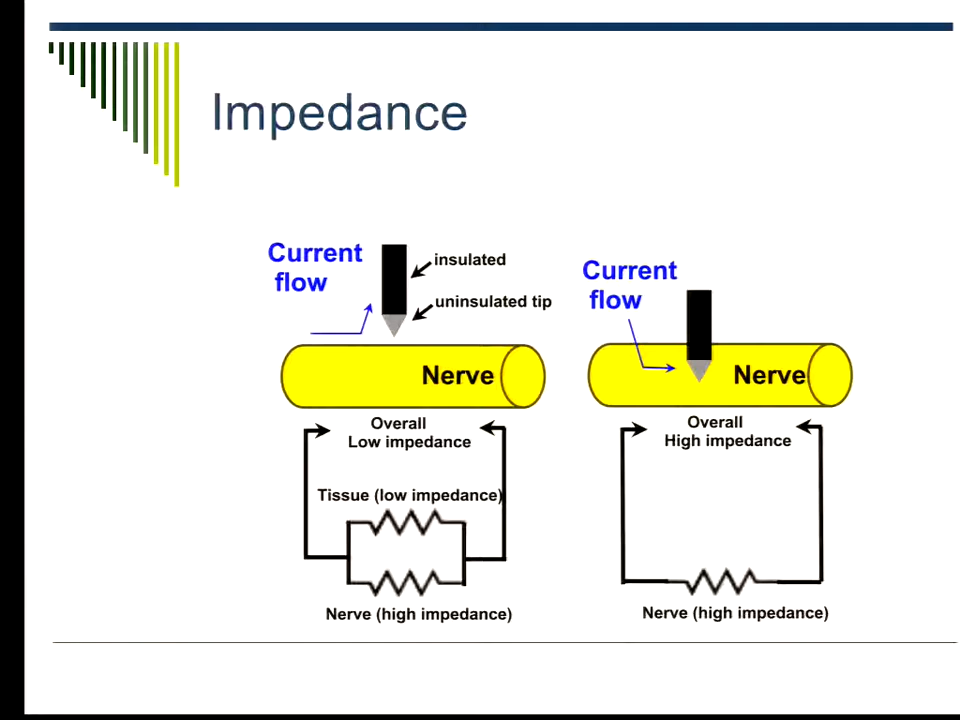 Impedance
Current
flow
insulated
uninsulated tip
Nerve
Overall
Low impedance
Tissue (low impedance)
Nerve (high impedance)
Current
flow
Nerve
Overall
High impedance
Nerve (high impedance)